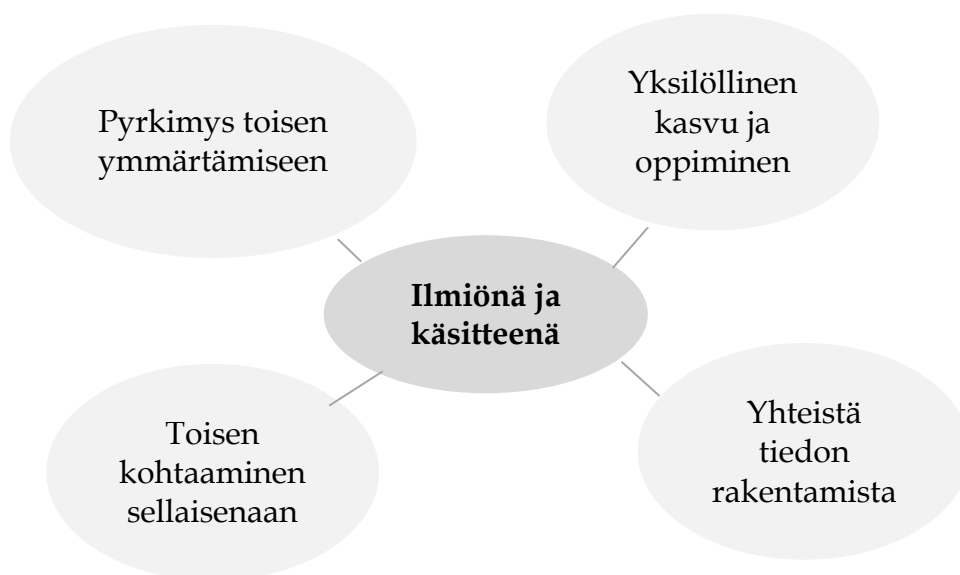 Pyrkimys toisen
ymmärtämiseen
Yksilöllinen
kasvu ja
oppiminen
Ilmiönä ja
käsitteenä
Toisen
kohtaaminen
sellaisenaan
Yhteistä
tiedon
rakentamista